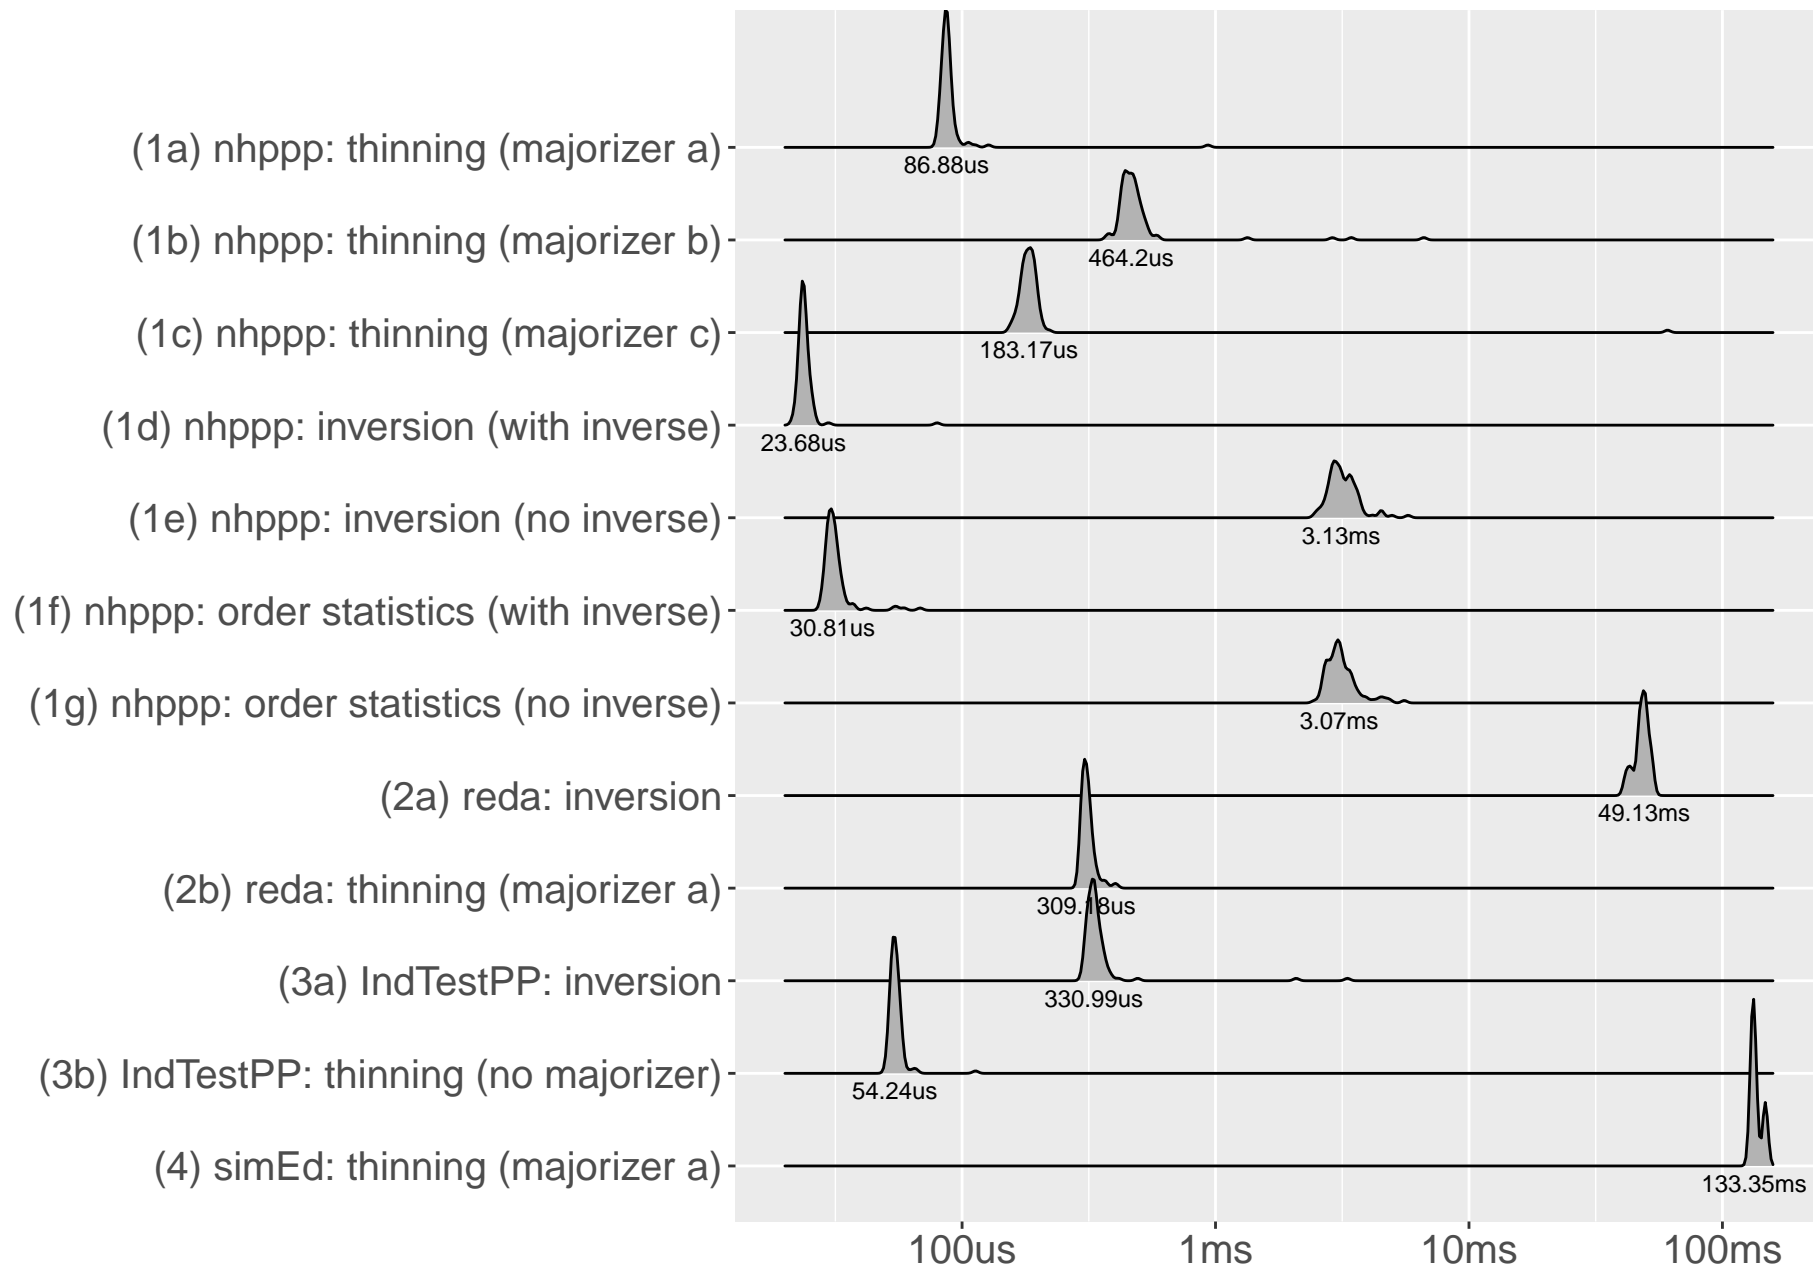 (1a) nhppp: thinning (majorizer a)
86.88us
(1b) nhppp: thinning (majorizer b)
464.2us
(1c) nhppp: thinning (majorizer c)
183.17us
(1d) nhppp: inversion (with inverse)
23.68us
(1e) nhppp: inversion (no inverse)
3.13ms
(1f) nhppp: order statistics (with inverse)
30.81us
(1g) nhppp: order statistics (no inverse)
3.07ms
(2a) reda: inversion
49.13ms
(2b) reda: thinning (majorizer a)
309.18us
(3a) IndTestPP: inversion
330.99us
(3b) IndTestPP: thinning (no majorizer)
54.24us
(4) simEd: thinning (majorizer a)
133.35ms
100us 1ms 10ms 100ms